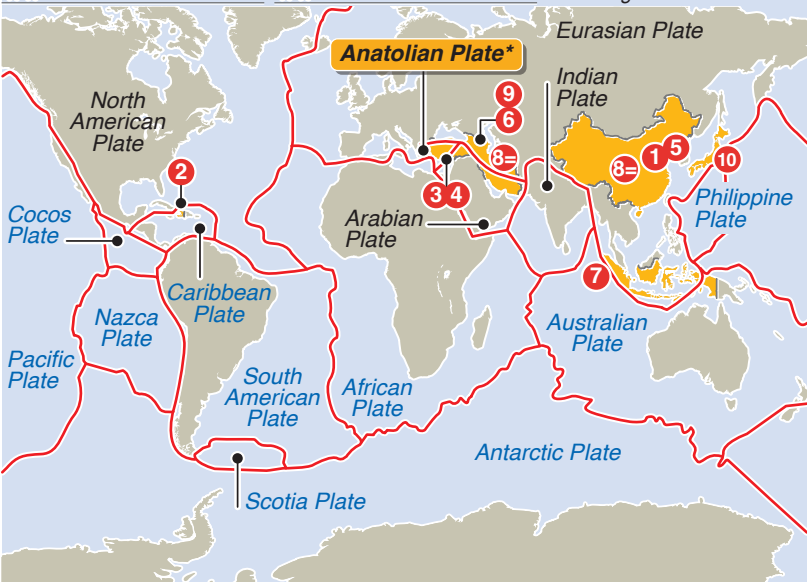 Eurasian Plate
Anatolian Plate*
Indian
Plate
North
American
Plate
9
6
8=
8=
1
5
10
2
3
4
Philippine
Plate
Cocos
Plate
Arabian
Plate
7
Caribbean
Plate
Nazca
Plate
Australian
Plate
Pacific
Plate
South
American
Plate
African
Plate
Antarctic Plate
Scotia Plate